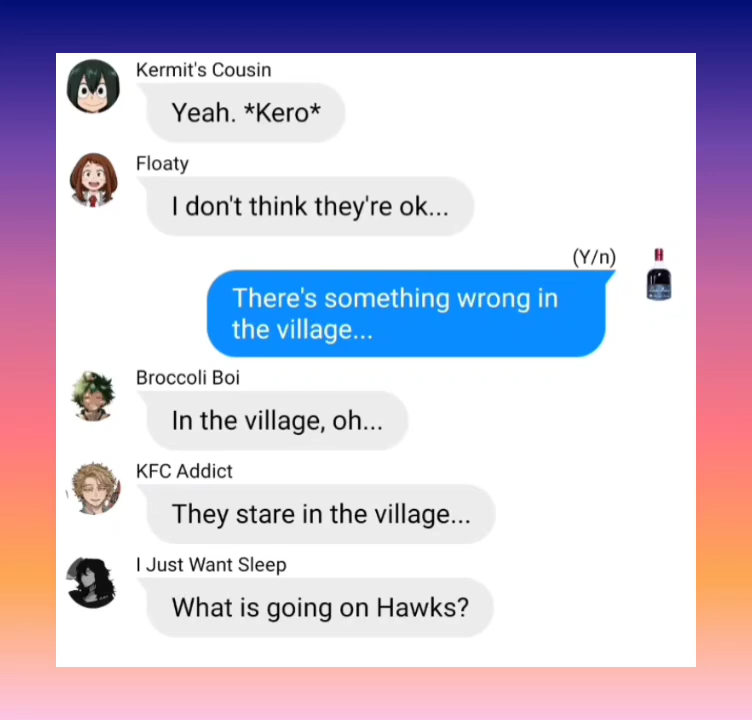 Kermit's Cousin
Yeah. *Kero*
Floaty
I don't think they're ok...
(Y/n)
There's something wrong in
the village...
Broccoli Boi
In the village, oh...
KFC Addict
They stare in the village...
I Just Want Sleep
What is going on Hawks?